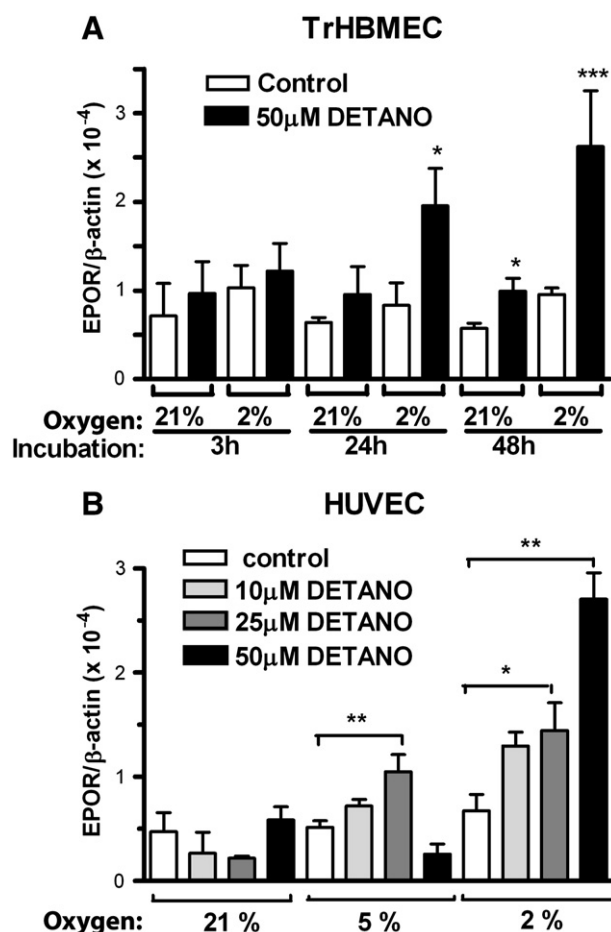 A TrHBMEC
Control
50µM DETANO
EPOR/β-actin (x 10⁻⁴)
3
2
1
0
* * ***
Oxygen: 21% 2% 21% 2% 21% 2%
Incubation: 3h 24h 48h
B HUVEC
control
10µM DETANO
25µM DETANO
50µM DETANO
EPOR/β-actin (x 10⁻⁴)
3
2
1
0
** * **
Oxygen: 21 % 5 % 2 %